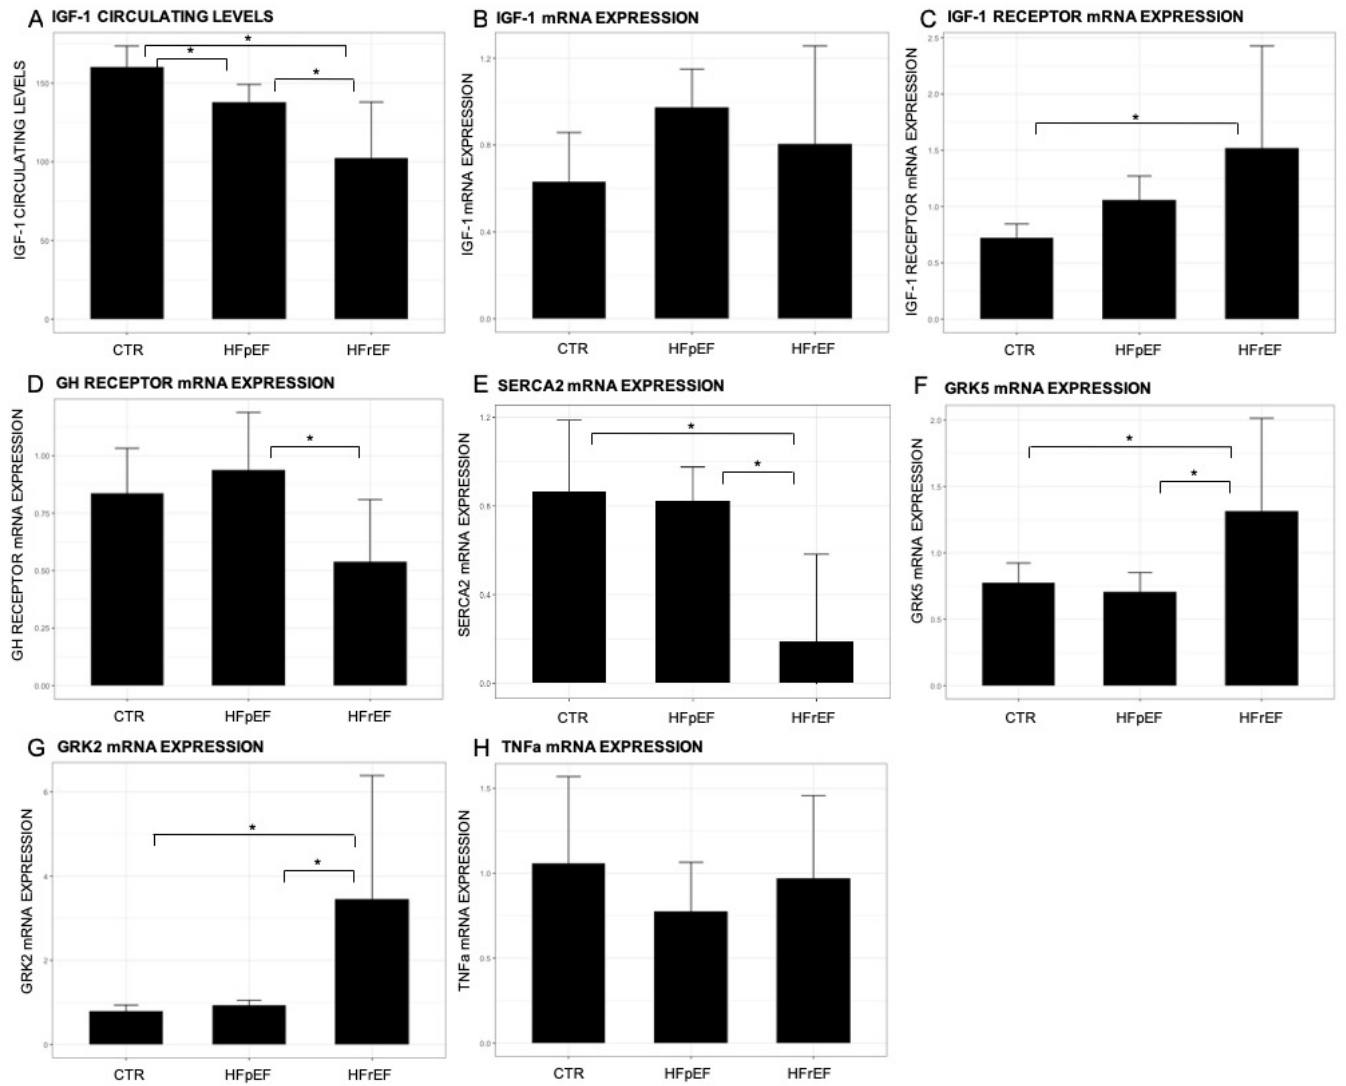 A IGF-1 CIRCULATING LEVELS
IGF-1 CIRCULATING LEVELS
150
100
50
0
*
*
*
CTR HFpEF HFrEF
B IGF-1 mRNA EXPRESSION
IGF-1 mRNA EXPRESSION
1.2
0.8
0.4
0.0
CTR HFpEF HFrEF
C IGF-1 RECEPTOR mRNA EXPRESSION
IGF-1 RECEPTOR mRNA EXPRESSION
2.5
2.0
1.5
1.0
0.5
0.0
*
CTR HFpEF HFrEF
D GH RECEPTOR mRNA EXPRESSION
GH RECEPTOR mRNA EXPRESSION
1.00
0.75
0.50
0.25
0.00
*
CTR HFpEF HFrEF
E SERCA2 mRNA EXPRESSION
SERCA2 mRNA EXPRESSION
1.2
0.8
0.4
0.0
*
*
CTR HFpEF HFrEF
F GRK5 mRNA EXPRESSION
GRK5 mRNA EXPRESSION
2.0
1.5
1.0
0.5
0.0
*
*
CTR HFpEF HFrEF
G GRK2 mRNA EXPRESSION
GRK2 mRNA EXPRESSION
6
4
2
0
*
*
CTR HFpEF HFrEF
H TNFa mRNA EXPRESSION
TNFa mRNA EXPRESSION
1.5
1.0
0.5
0.0
CTR HFpEF HFrEF